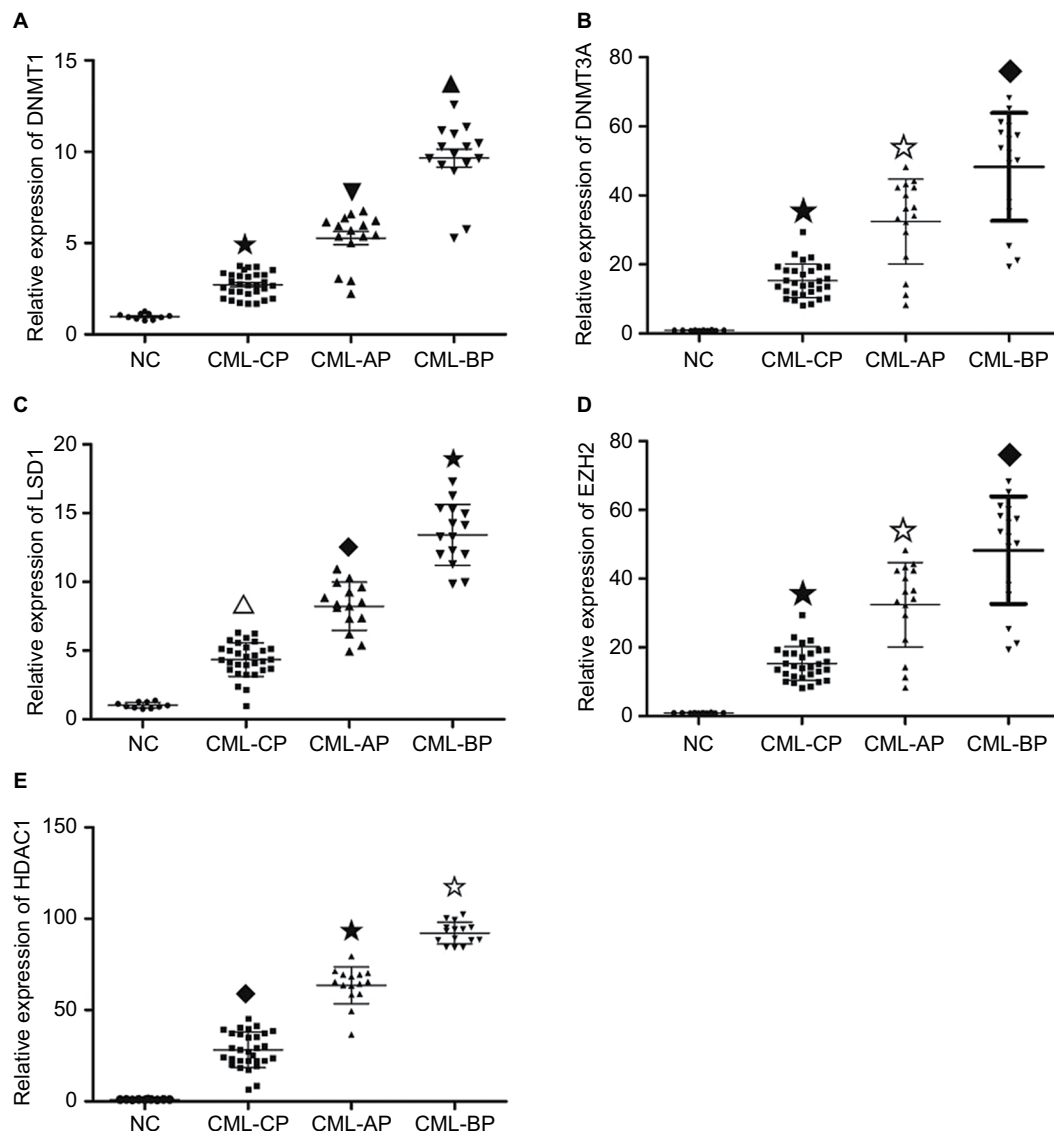 A
Relative expression of DNMT1
15
10
5
0
NC CML-CP CML-AP CML-BP
B
Relative expression of DNMT3A
80
60
40
20
0
NC CML-CP CML-AP CML-BP
C
Relative expression of LSD1
20
15
10
5
0
NC CML-CP CML-AP CML-BP
D
Relative expression of EZH2
80
60
40
20
0
NC CML-CP CML-AP CML-BP
E
Relative expression of HDAC1
150
100
50
0
NC CML-CP CML-AP CML-BP